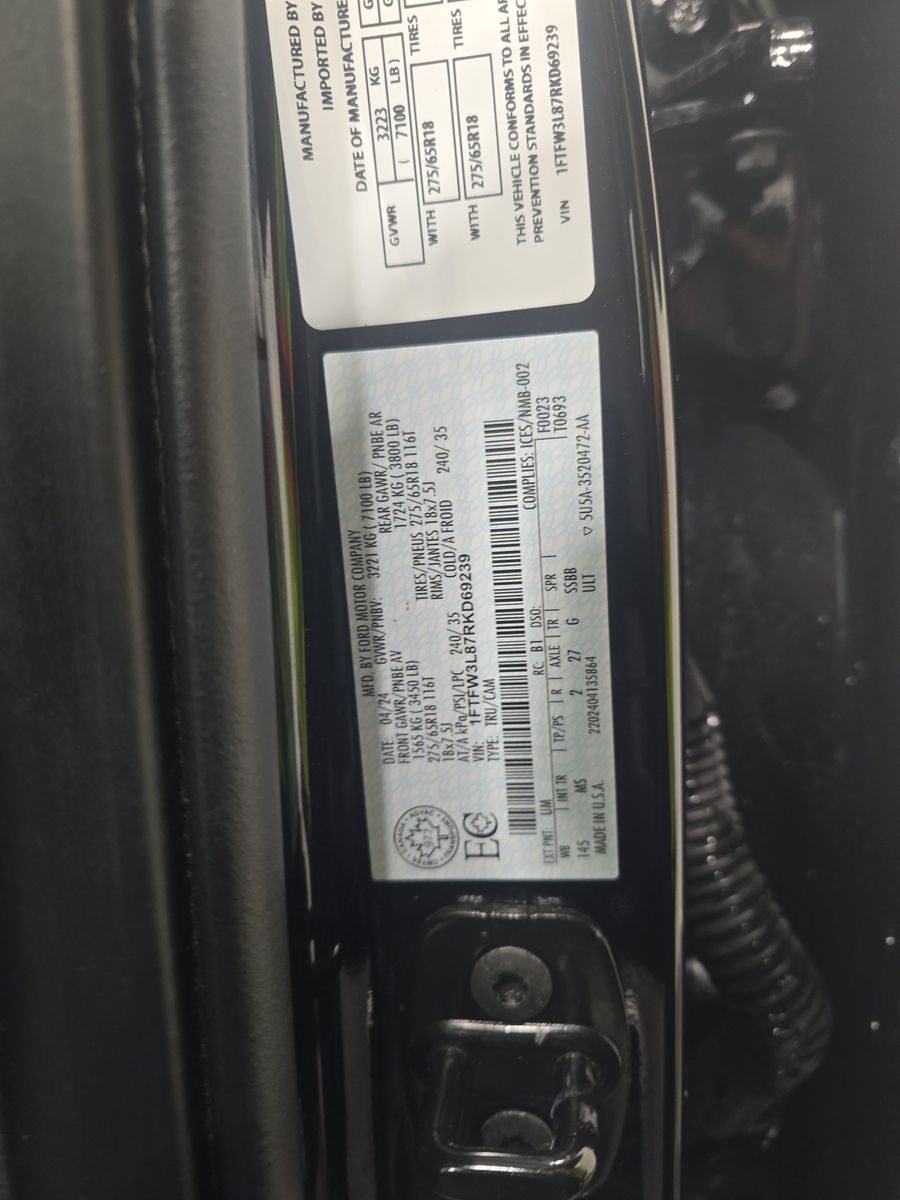 MANUFACTURED BY
IMPORTED BY
DATE OF MANUFACTURE
GVWR 3223 KG
( 7100 LB)
WITH 275/65R18 TIRES
WITH 275/65R18 TIRES
THIS VEHICLE CONFORMS TO ALL
PREVENTION STANDARDS IN EFFEC
VIN 1FTFW3L87RKD69239
MFD. BY FORD MOTOR COMPANY
DATE: 04/24 GVWR/PNBV: 3221 KG ( 7100 LB)
FRONT GAWR/PNBE AV REAR GAWR/ PNBE AR
1565 KG ( 3450 LB) 1724 KG ( 3800 LB)
275/65R18 116T TIRES/PNEUS 275/65R18 116T
18x7.5J RIMS/JANTES 18x7.5J
AT/A kPa/PSI/LPC 240/ 35 COLD/A FROID 240/ 35
VIN: 1FTFW3L87RKD69239
TYPE: TRU/CAM
EC
COMPLIES: ICES/NMB-002
EXT PNT: UM RC: B1 DSO: F0023
WB INT TR TP/PS R AXLE TR SPR T0693
145 MS 2 27 G SSBB
ULT
MADE IN U.S.A. 2202404135864 ▽ 5U5A-3520472-AA